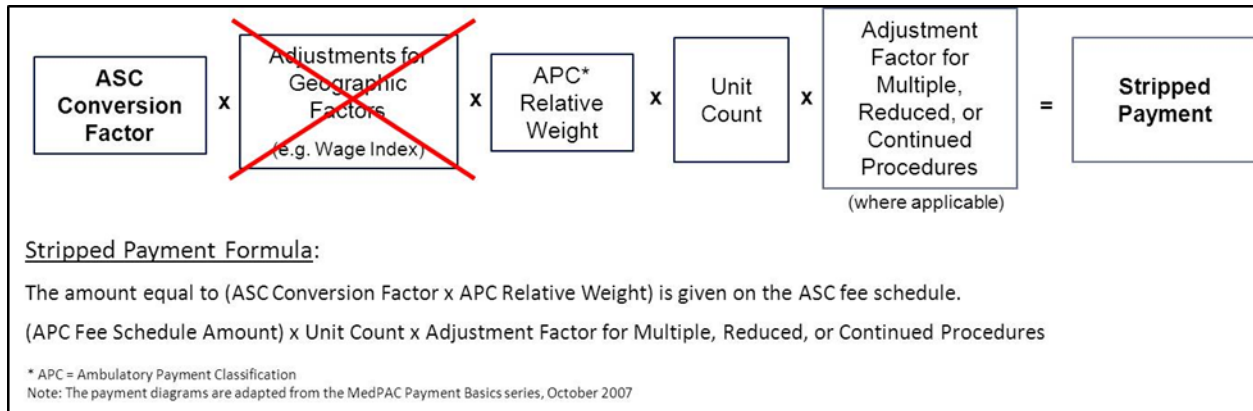 ASC
Conversion
Factor
x
Adjustments for
Geographic
Factors
(e.g. Wage Index)
x
APC*
Relative
Weight
x
Unit
Count
x
Adjustment
Factor for
Multiple,
Reduced, or
Continued
Procedures
(where applicable)
=
Stripped
Payment
Stripped Payment Formula:
The amount equal to (ASC Conversion Factor x APC Relative Weight) is given on the ASC fee schedule.
(APC Fee Schedule Amount) x Unit Count x Adjustment Factor for Multiple, Reduced, or Continued Procedures
* APC = Ambulatory Payment Classification
Note: The payment diagrams are adapted from the MedPAC Payment Basics series, October 2007